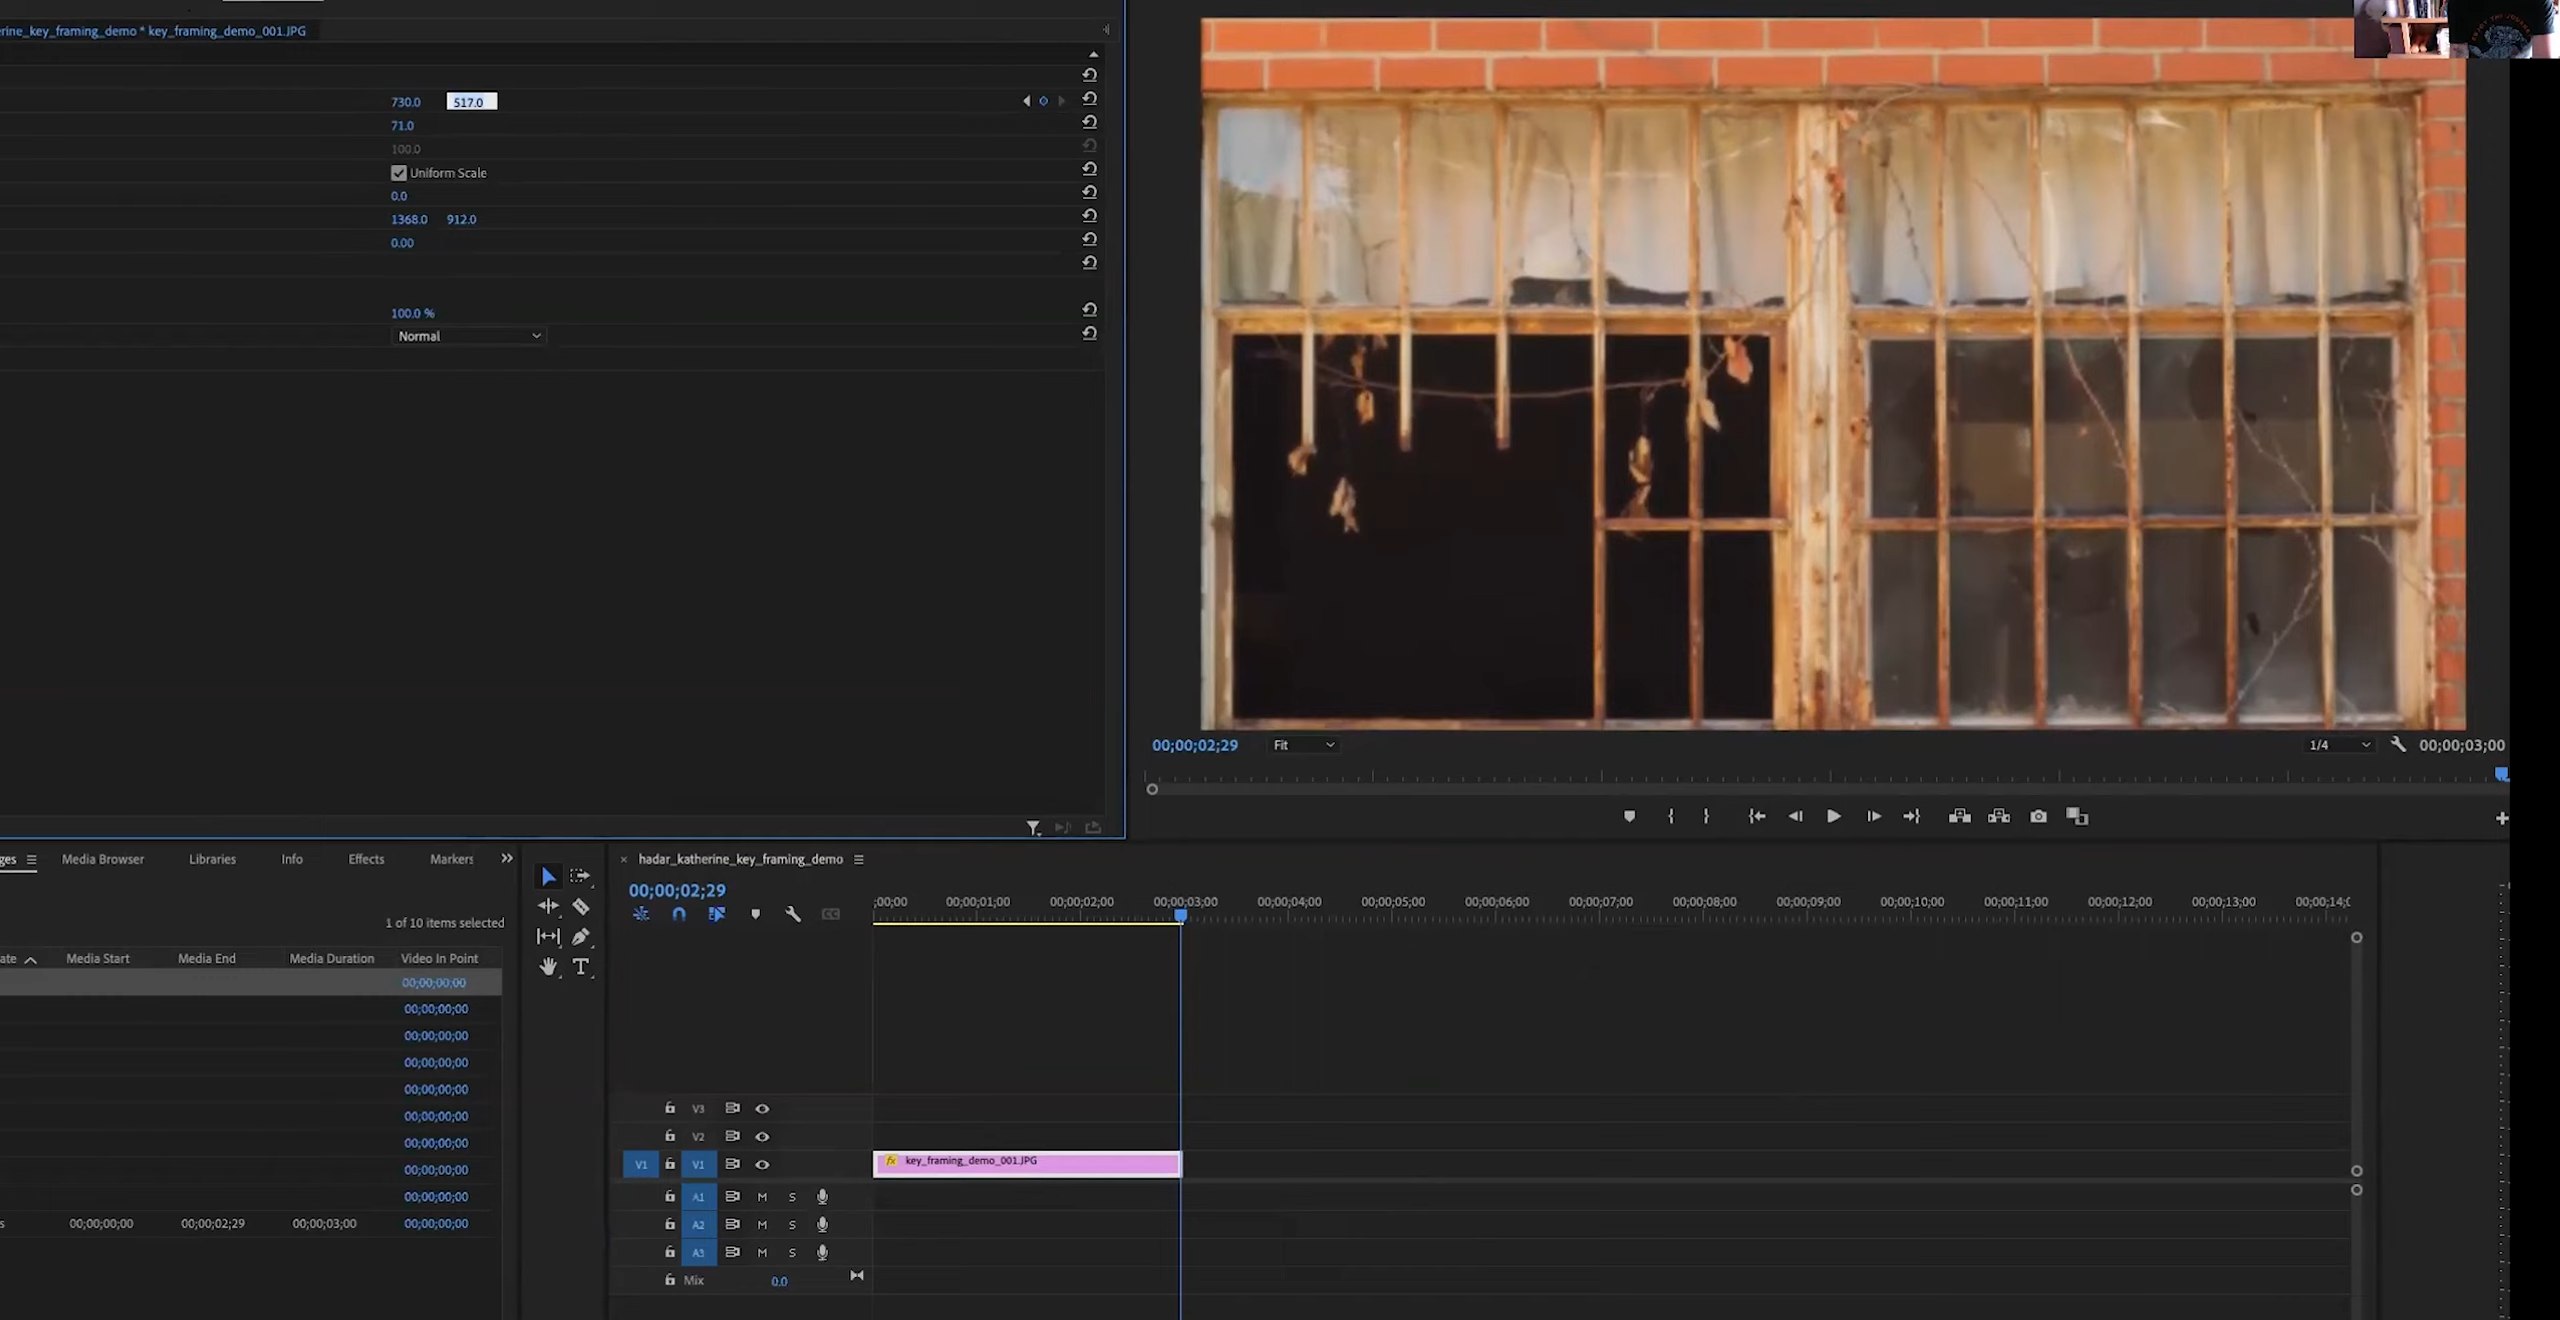 rine_key_framing_demo * key_framing_demo_001.JPG
730.0 517.0
71.0
100.0
Uniform Scale
0.0
1368.0 912.0
0.00
100.0 %
Normal
00;00;02;29 Fit 1/4 00;00;03;00
ges Media Browser Libraries Info Effects Markers
1 of 10 items selected
ate Media Start Media End Media Duration Video In Point
00;00;00;00
00;00;00;00
00;00;00;00
00;00;00;00
00;00;00;00
00;00;00;00
00;00;00;00
00;00;00;00
00;00;00;00
s 00;00;00;00 00;00;02;29 00;00;03;00 00;00;00;00
hadar_katherine_key_framing_demo
00;00;02;29
;00;00 00;00;01;00 00;00;02;00 00;00;03;00 00;00;04;00 00;00;05;00 00;00;06;00 00;00;07;00 00;00;08;00 00;00;09;00 00;00;10;00 00;00;11;00 00;00;12;00 00;00;13;00 00;00;14;0
CC
V3
V2
V1 V1 fx key_framing_demo_001.JPG
A1 M S
A2 M S
A3 M S
Mix 0.0